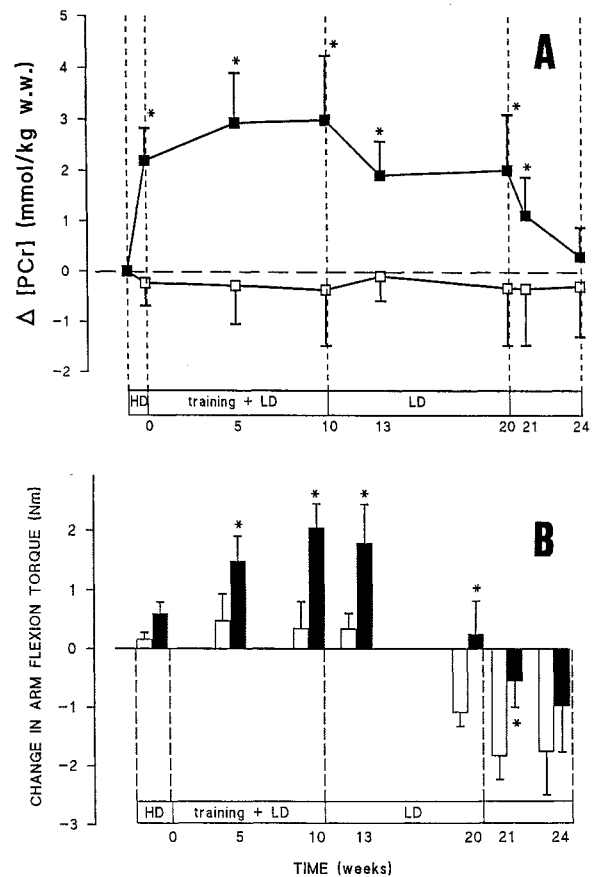 A
Δ [PCr] (mmol/kg w.w.)
5
4
3
2
1
0
-1
-2
* * * * * *
HD training + LD LD
0 5 10 13 20 21 24
B
CHANGE IN ARM FLEXION TORQUE (Nm)
2
1
0
-1
-2
-3
* * * * *
HD training + LD LD
0 5 10 13 20 21 24
TIME (weeks)